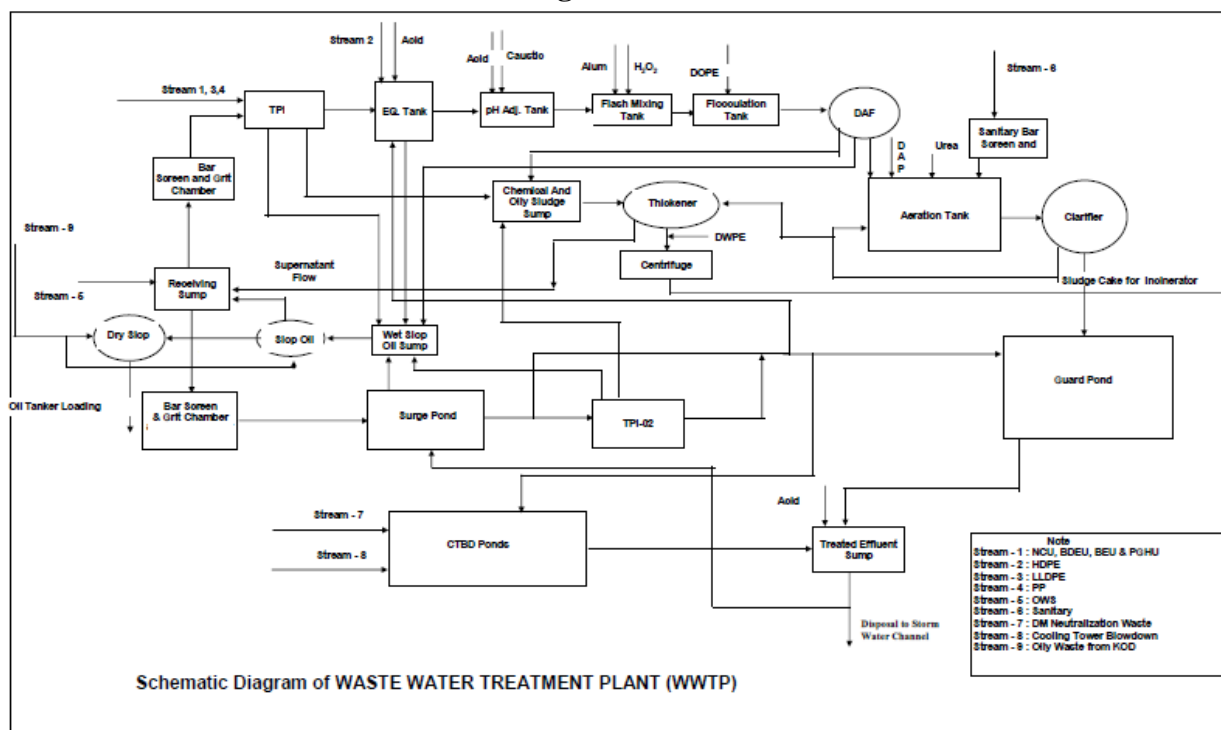 Stream 2
Acid
Acid
Caustic
Alum
H₂O₂
DOPE
Stream - 6
Stream 1, 3,4
TPI
EQ. Tank
pH Adj. Tank
Flash Mixing
Tank
Flocculation
Tank
DAF
D
A
P
Urea
Sanitary Bar
Screen and
Bar
Screen and Grit
Chamber
Chemical And
Oily Sludge
Sump
Thickener
Aeration Tank
Clarifier
Stream - 9
DWPE
Centrifuge
Supernatant
Flow
Sludge Cake for Incinerator
Stream - 5
Receiving
Sump
Dry Slop
Slop Oil
Wet Slop
Oil Sump
Guard Pond
Oil Tanker Loading
Bar Screen
& Grit Chamber
Surge Pond
TPI-02
Acid
Stream - 7
Stream - 8
CTBD Ponds
Treated Effluent
Sump
Disposal to Storm
Water Channel
Note
Stream - 1 : NCU, BDEU, BEU & PGHU
Stream - 2 : HDPE
Stream - 3 : LLDPE
Stream - 4 : PP
Stream - 5 : OWS
Stream - 6 : Sanitary
Stream - 7 : DM Neutralization Waste
Stream - 8 : Cooling Tower Blowdown
Stream - 9 : Oily Waste from KOD
Schematic Diagram of WASTE WATER TREATMENT PLANT (WWTP)